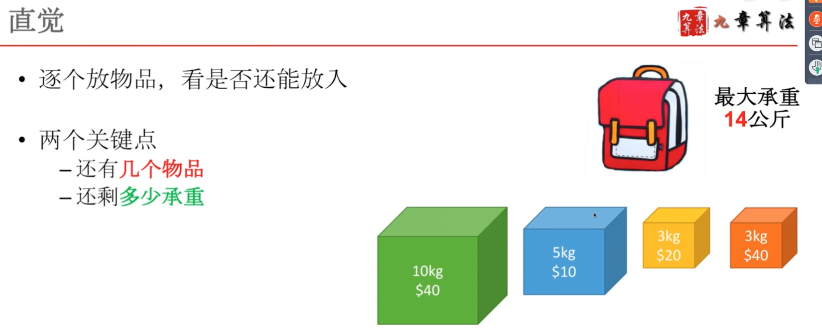 直觉
九章算法
九章算法
• 逐个放物品，看是否还能放入
• 两个关键点
– 还有几个物品
– 还剩多少承重
最大承重
14公斤
10kg
$40
5kg
$10
3kg
$20
3kg
$40